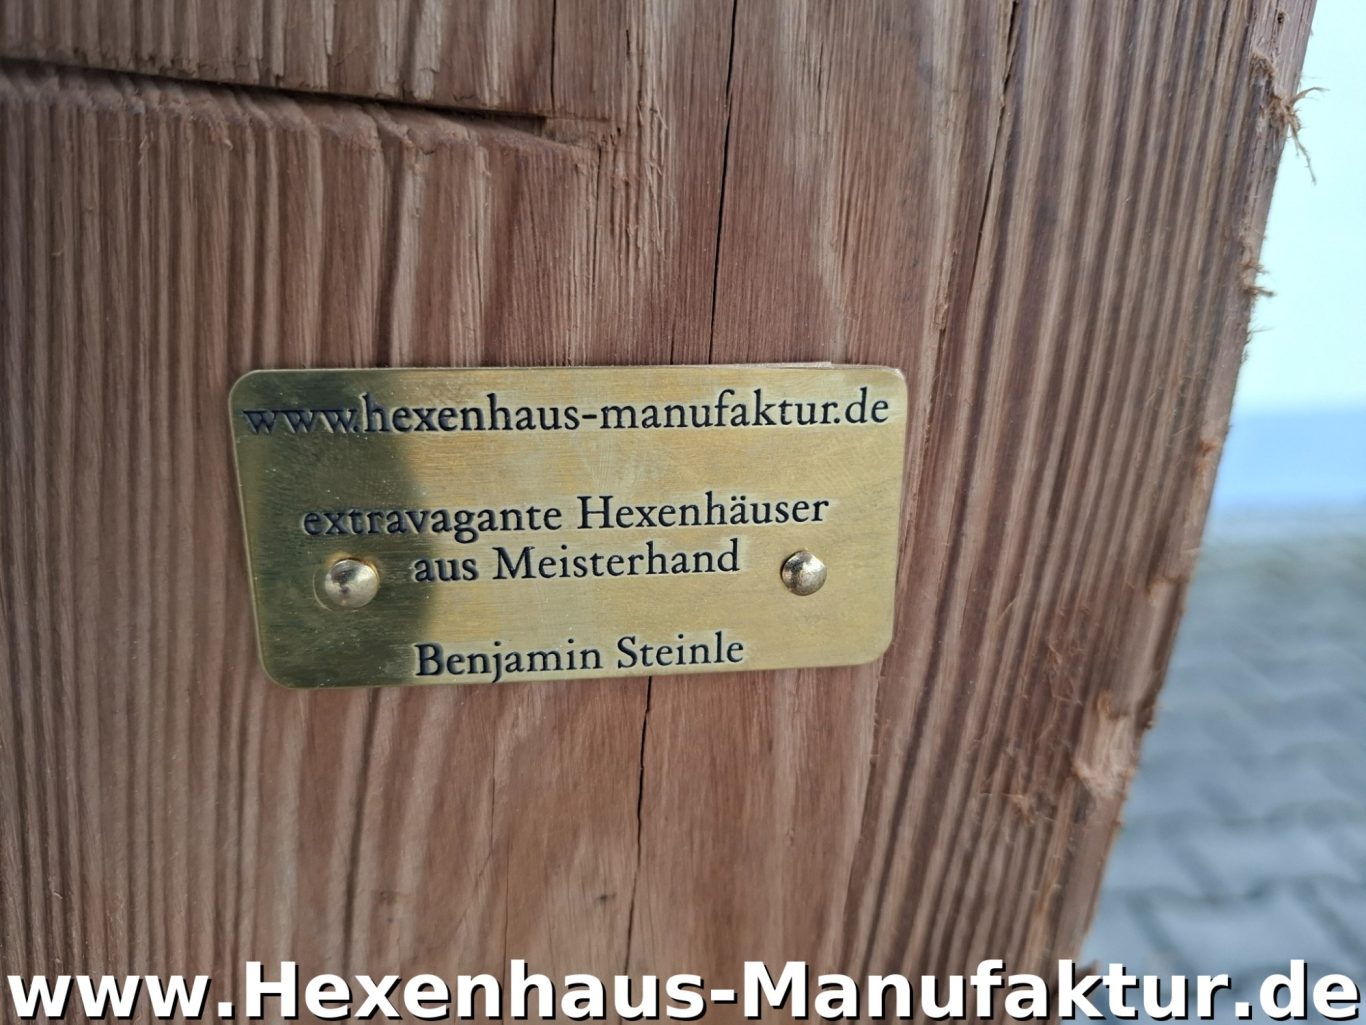 www.hexenhaus-manufaktur.de
extravagante Hexenhäuser
aus Meisterhand
Benjamin Steinle
www.Hexenhaus-Manufaktur.de